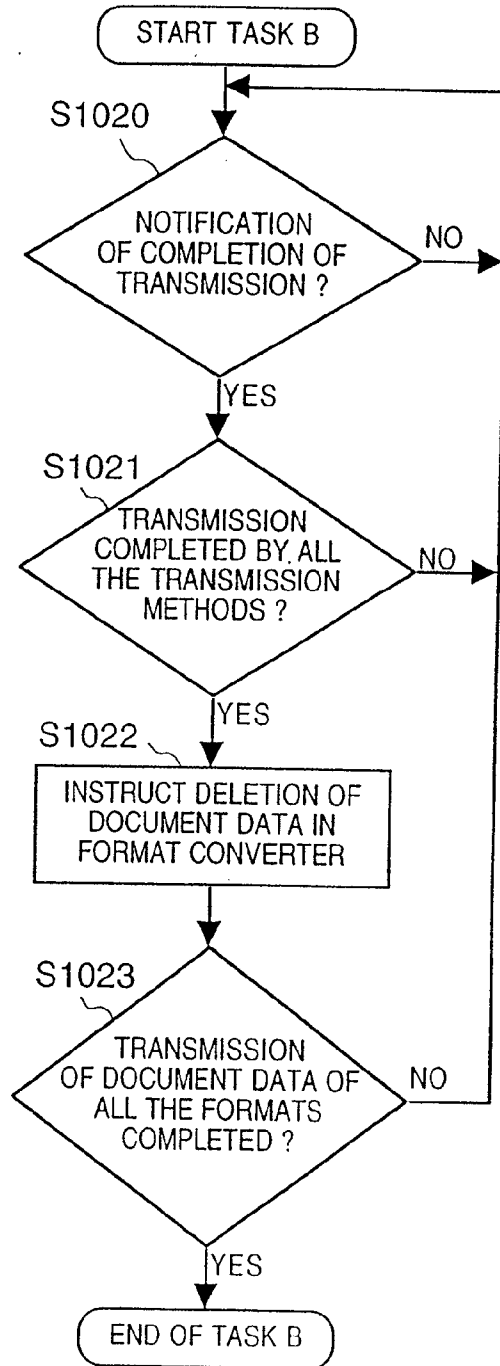 START TASK B
S1020
NOTIFICATION
OF COMPLETION OF
TRANSMISSION ?
NO
YES
S1021
TRANSMISSION
COMPLETED BY ALL
THE TRANSMISSION
METHODS ?
NO
YES
S1022
INSTRUCT DELETION OF
DOCUMENT DATA IN
FORMAT CONVERTER
S1023
TRANSMISSION
OF DOCUMENT DATA OF
ALL THE FORMATS
COMPLETED ?
NO
YES
END OF TASK B